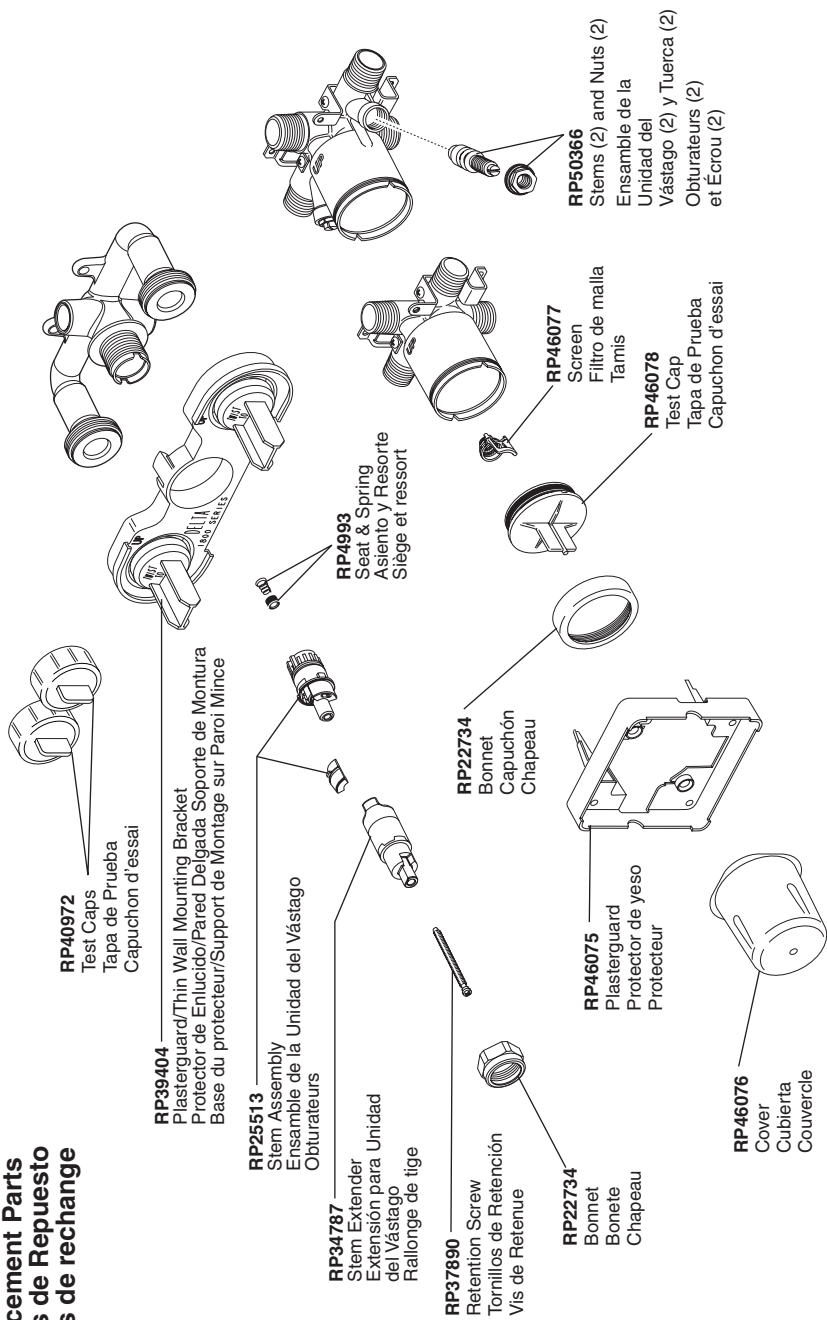 cement Parts
s de Repuesto
s de rechange
RP40972
Test Caps
Tapa de Prueba
Capuchon d'essai
RP39404
Plasterguard/Thin Wall Mounting Bracket
Protector de Enlucido/Pared Delgada Soporte de Montura
Base du protecteur/Support de Montage sur Paroi Mince
UP
DELTA
1800 SERIES
RP25513
Stem Assembly
Ensamble de la Unidad del Vástago
Obturateurs
RP4993
Seat & Spring
Asiento y Resorte
Siège et ressort
RP34787
Stem Extender
Extensión para Unidad
del Vástago
Rallonge de tige
RP37890
Retention Screw
Tornillos de Retención
Vis de Retenue
RP22734
Bonnet
Bonete
Chapeau
RP50366
Stems (2) and Nuts (2)
Ensamble de la
Unidad del
Vástago (2) y Tuerca (2)
Obturateurs (2)
et Écrou (2)
RP46077
Screen
Filtro de malla
Tamis
RP46078
Test Cap
Tapa de Prueba
Capuchon d'essai
RP22734
Bonnet
Capuchón
Chapeau
RP46075
Plasterguard
Protector de yeso
Protecteur
RP46076
Cover
Cubierta
Couvercle